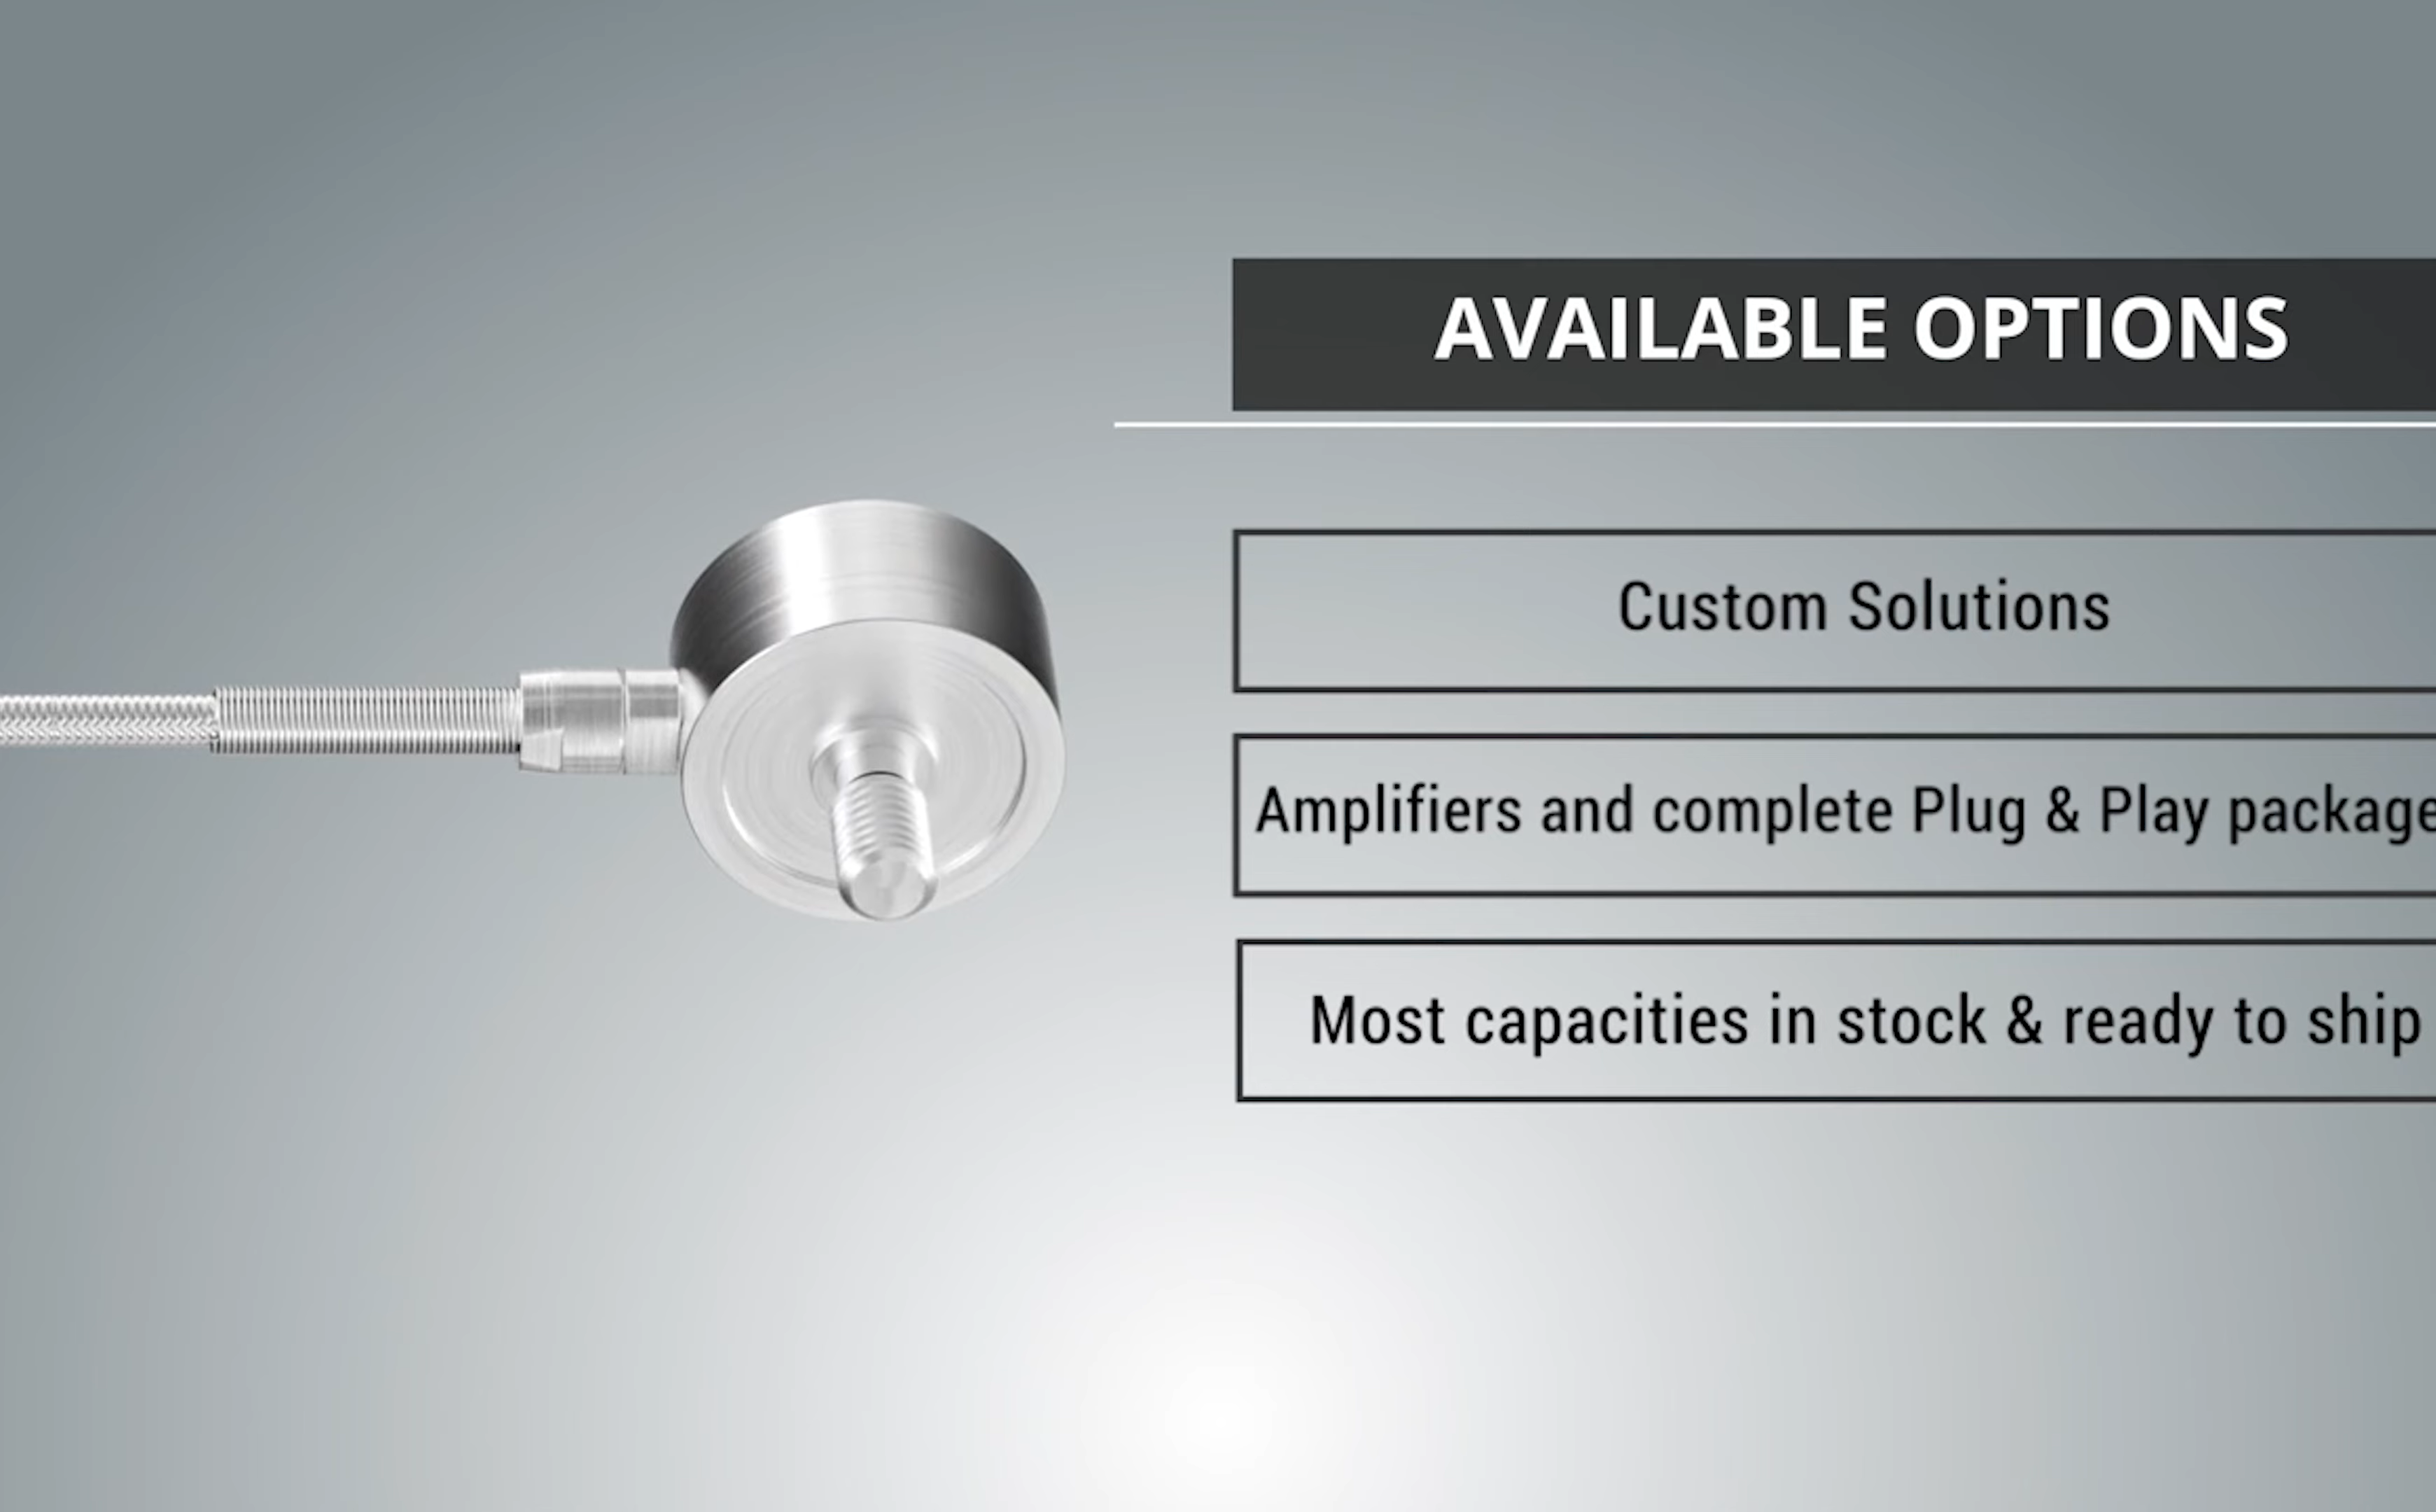 AVAILABLE OPTIONS
Custom Solutions
Amplifiers and complete Plug & Play package
Most capacities in stock & ready to ship